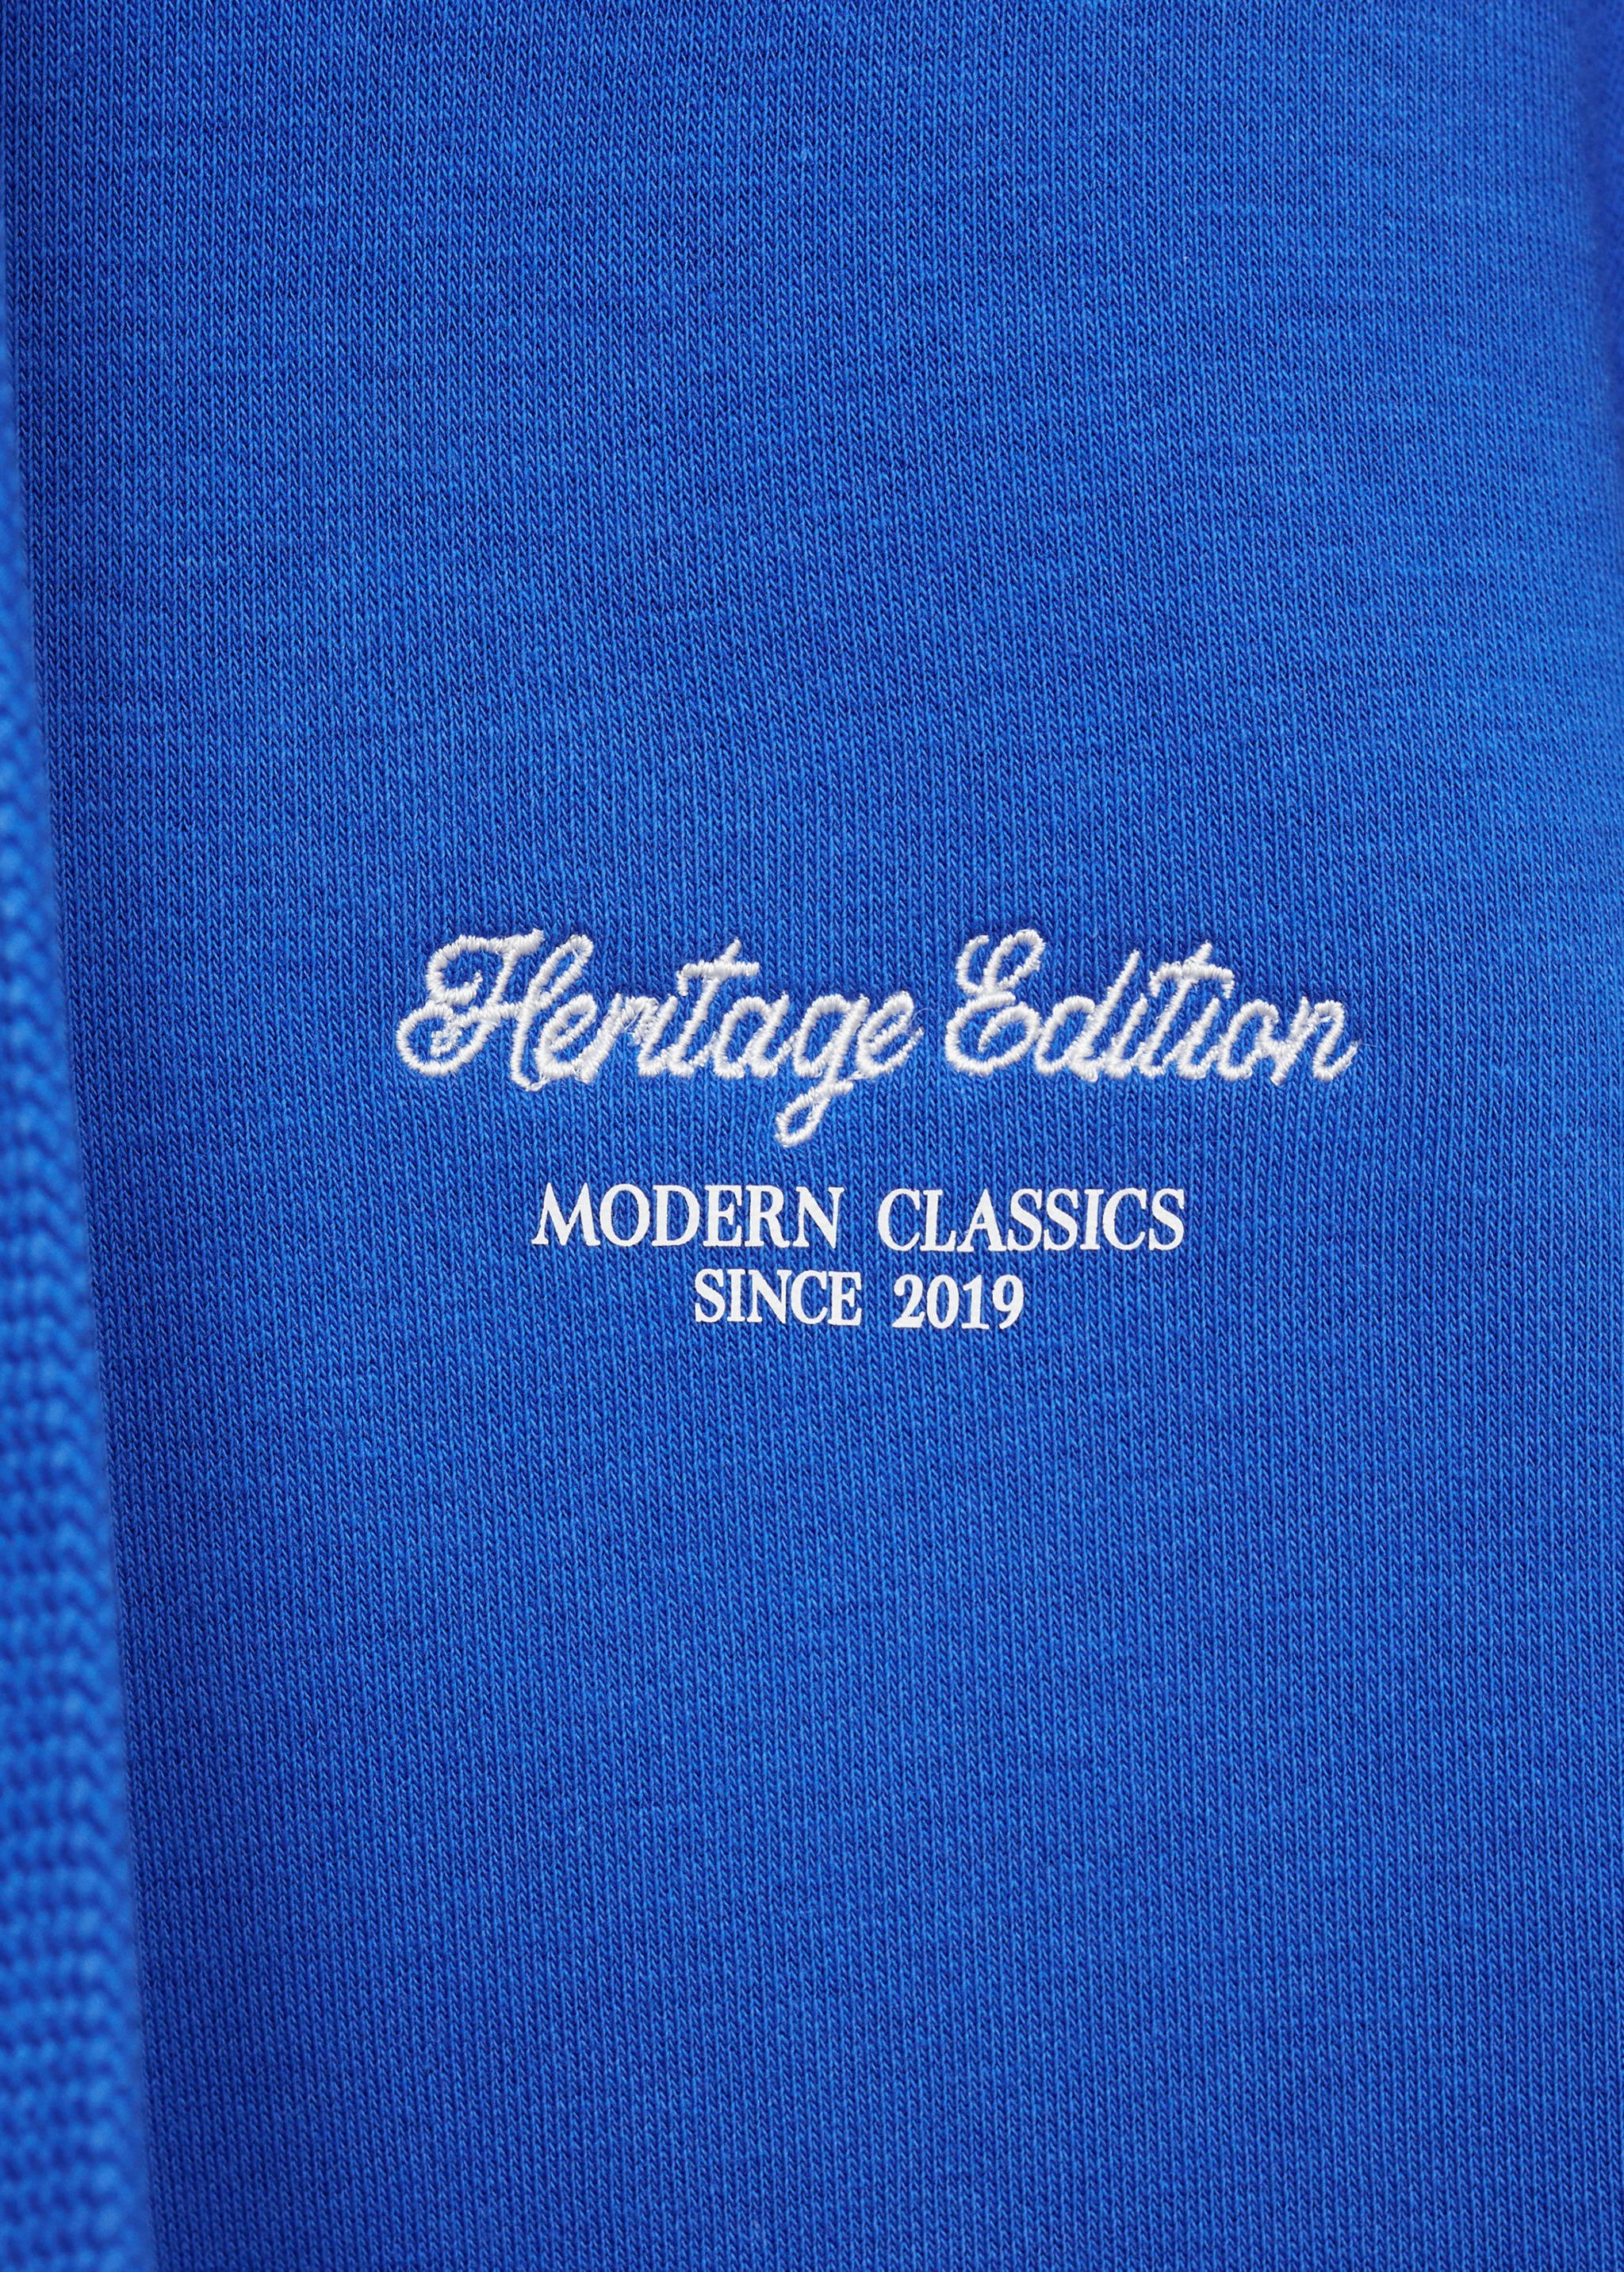 Heritage Edition
MODERN CLASSICS
SINCE 2019